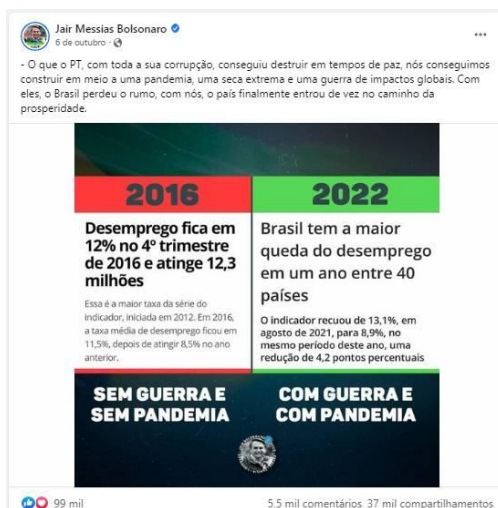 Jair Messias Bolsonaro
6 de outubro ·
- O que o PT, com toda a sua corrupção, conseguiu destruir em tempos de paz, nós conseguimos
construir em meio a uma pandemia, uma seca extrema e uma guerra de impactos globais. Com
eles, o Brasil perdeu o rumo, com nós, o país finalmente entrou de vez no caminho da
prosperidade.
2016
Desemprego fica em
12% no 4º trimestre
de 2016 e atinge 12,3
milhões
Essa é a maior taxa da série do
indicador, iniciada em 2012. Em 2016,
a taxa média de desemprego ficou em
11,5%, depois de atingir 8,5% no ano
anterior.
SEM GUERRA E
SEM PANDEMIA
2022
Brasil tem a maior
queda do desemprego
em um ano entre 40
países
O indicador recuou de 13,1%, em
agosto de 2021, para 8,9%, no
mesmo período deste ano, uma
redução de 4,2 pontos percentuais
COM GUERRA E
COM PANDEMIA
99 mil
5,5 mil comentários 37 mil compartilhamentos